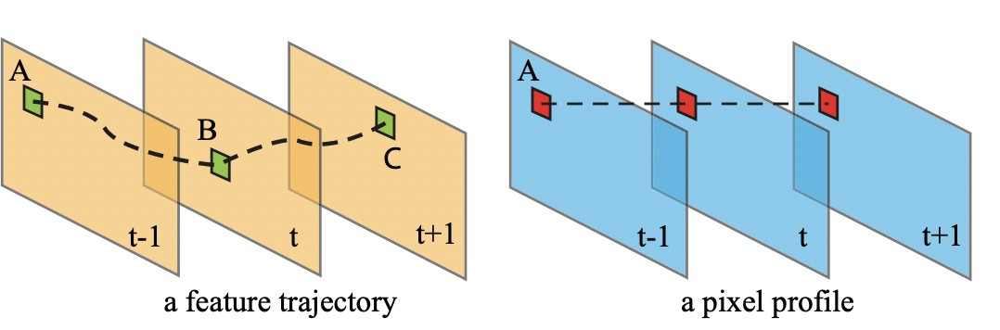 A
B
C
t-1
t
t+1
a feature trajectory
A
t-1
t
t+1
a pixel profile